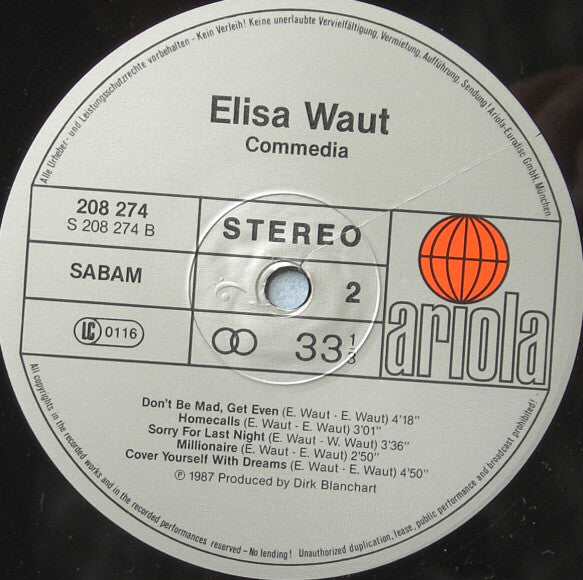 Alle Urheber- und Leistungsschutzrechte vorbehalten - Kein Verleih! Keine unerlaubte Vervielfältigung, Vermietung, Aufführung, Sendung! Ariola-Eurodisc GmbH, München.
Elisa Waut
Commedia
208 274
S 208 274 B
STEREO
SABAM
2
LC 0116
33 1/3
ariola
Don't Be Mad, Get Even (E. Waut - E. Waut) 4'18"
Homecalls (E. Waut - E. Waut) 3'01"
Sorry For Last Night (E. Waut - W. Waut) 3'36"
Millionaire (E. Waut - E. Waut) 2'50"
Cover Yourself With Dreams (E. Waut - E. Waut) 4'50"
℗ 1987 Produced by Dirk Blanchart
All copyrights in the recorded works and in the recorded performances reserved - No lending! Unauthorized duplication, lease, public performance and broadcast prohibited!